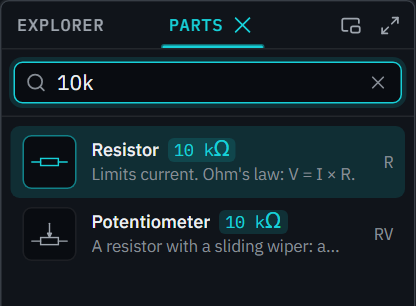 EXPLORER PARTS
10k
Resistor 10 kΩ
Limits current. Ohm's law: V = I × R.
R
Potentiometer 10 kΩ
A resistor with a sliding wiper: a...
RV